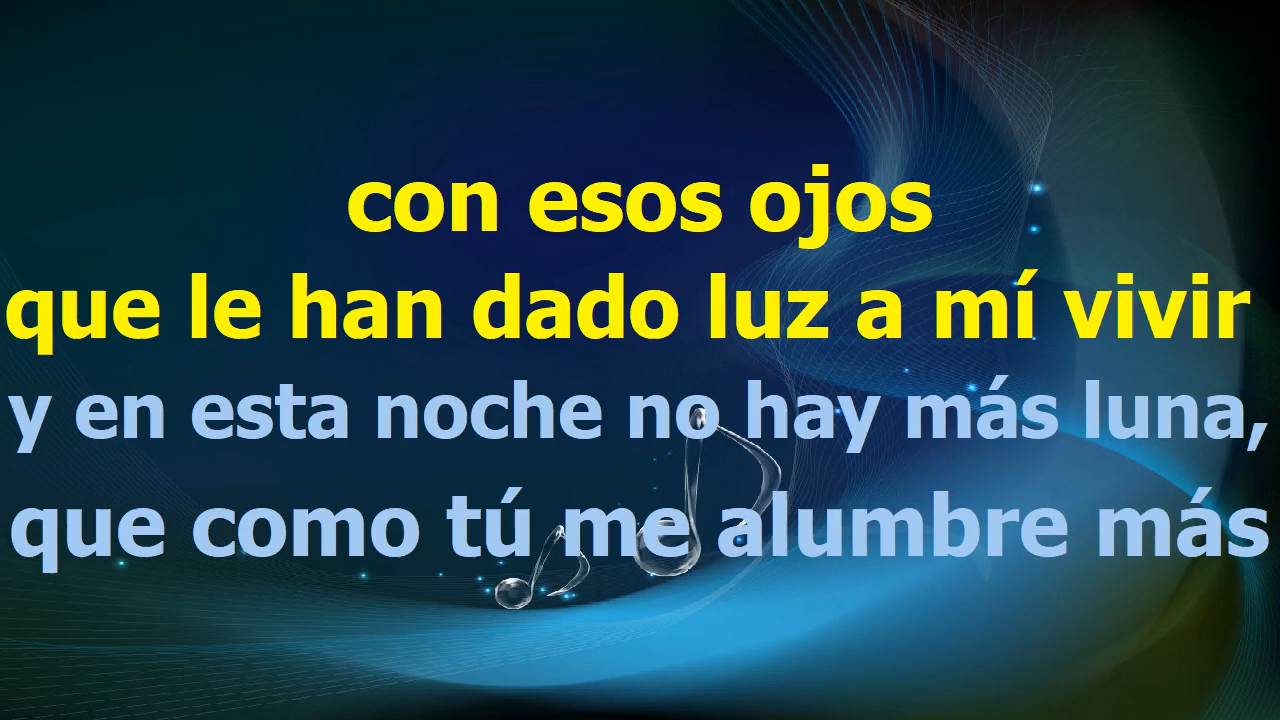 con esos ojos
que le han dado luz a mí vivir
y en esta noche no hay más luna,
que como tú me alumbre más